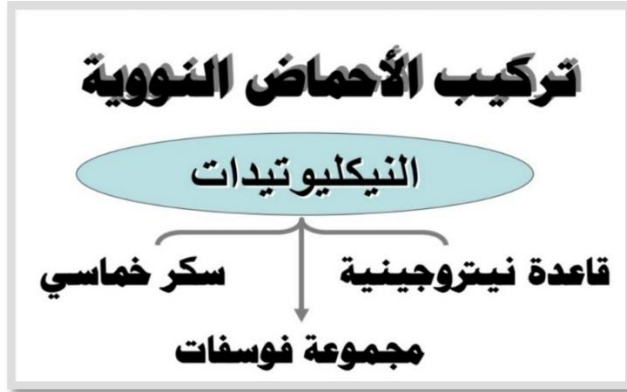 تركيب الأحماض النووية
النيكليوتيدات
قاعدة نيتروجينية
سكر خماسي
مجموعة فوسفات